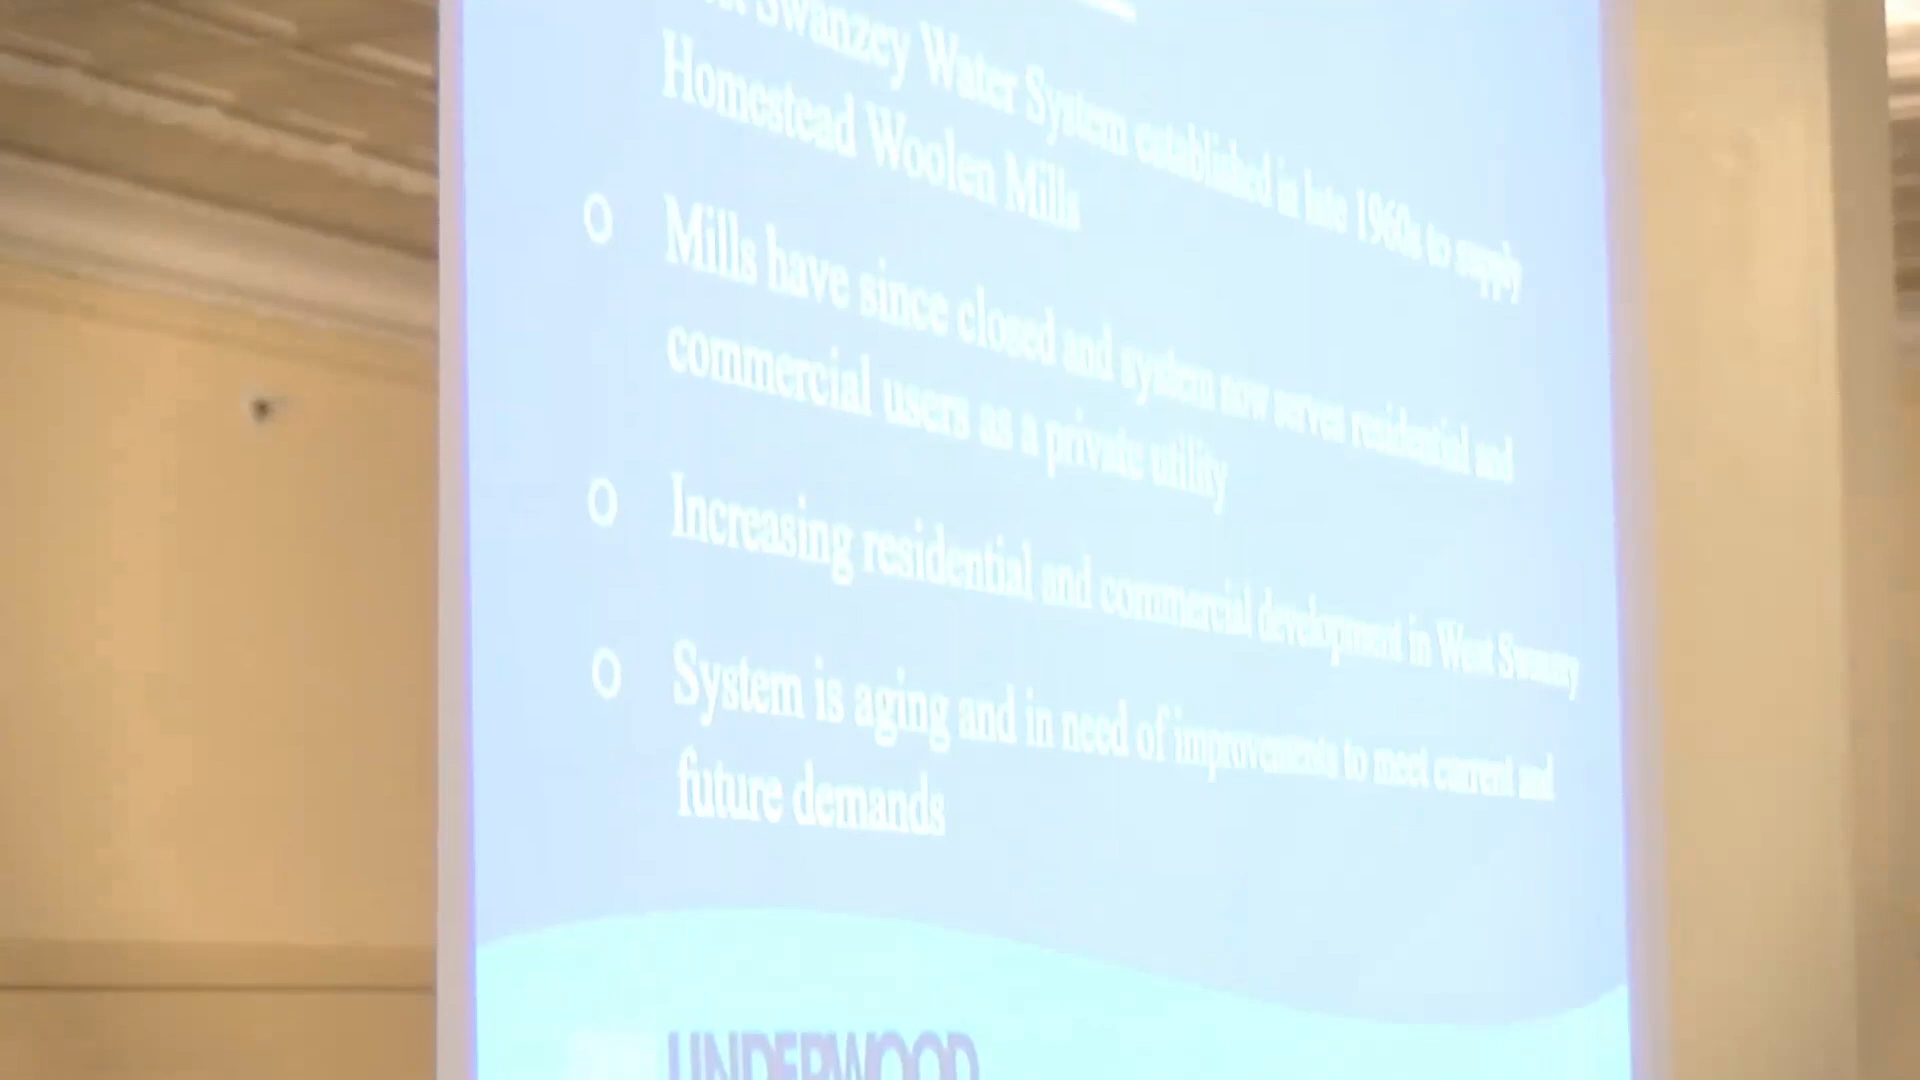 Swanzey Water System established in late 1960s to supply
Homestead Woolen Mills
O Mills have since closed and system now serves residential and
commercial users as a private utility
O Increasing residential and commercial development in West Swanzey
O System is aging and in need of improvements to meet current and
future demands
UNDERWOOD